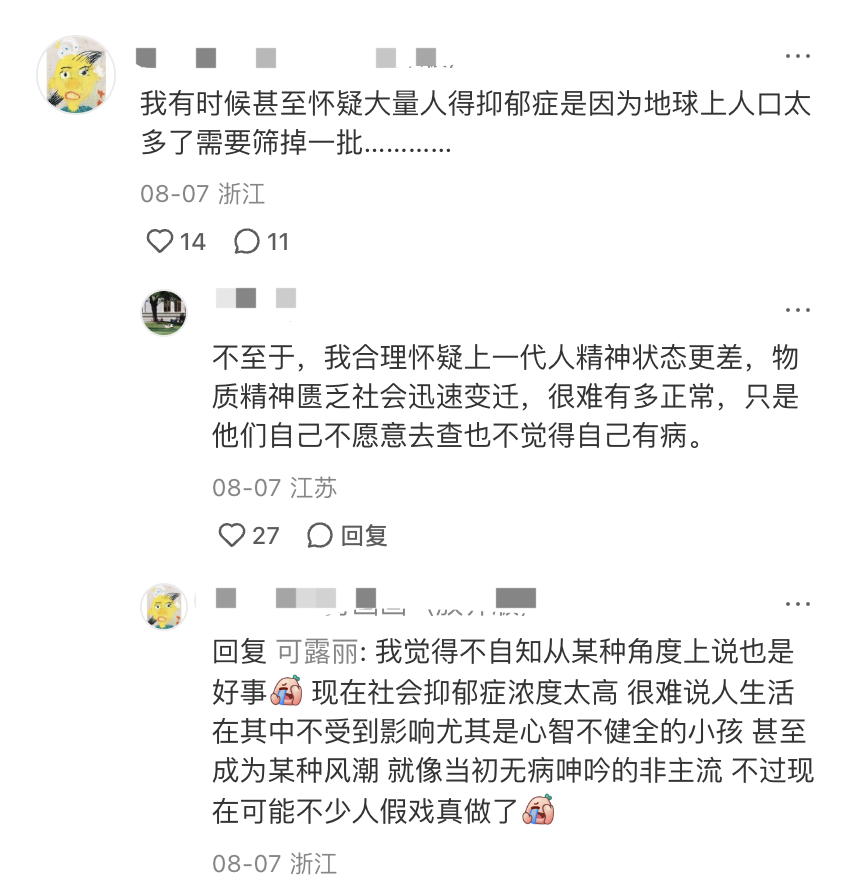 我有时候甚至怀疑大量人得抑郁症是因为地球上人口太
多了需要筛掉一批…………
08-07 浙江
14 11
不至于，我合理怀疑上一代人精神状态更差，物
质精神匮乏社会迅速变迁，很难有多正常，只是
他们自己不愿意去查也不觉得自己有病。
08-07 江苏
27 回复
回复 可露丽: 我觉得不自知从某种角度上说也是
好事 现在社会抑郁症浓度太高 很难说人生活
在其中不受到影响尤其是心智不健全的小孩 甚至
成为某种风潮 就像当初无病呻吟的非主流 不过现
在可能不少人假戏真做了
08-07 浙江